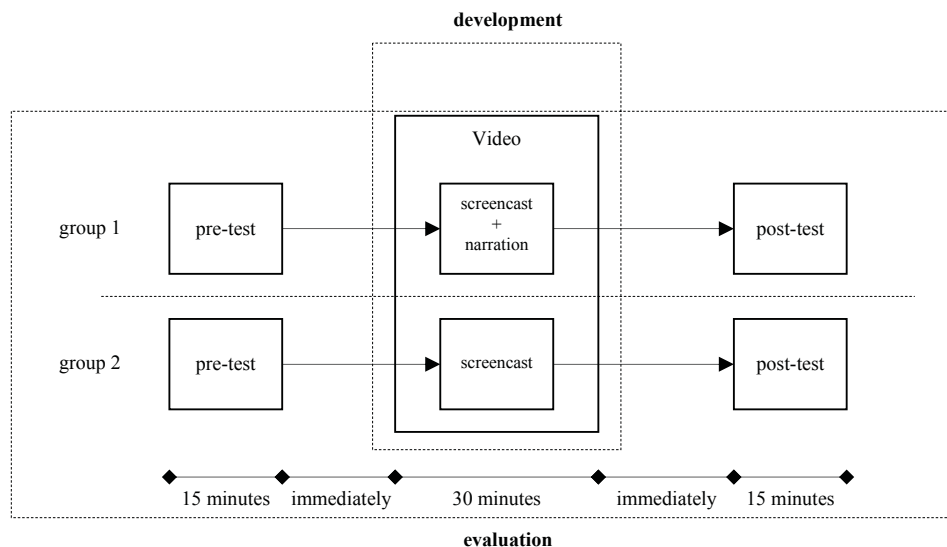 development
Video
group 1
pre-test
screencast
+
narration
post-test
group 2
pre-test
screencast
post-test
15 minutes
immediately
30 minutes
immediately
15 minutes
evaluation